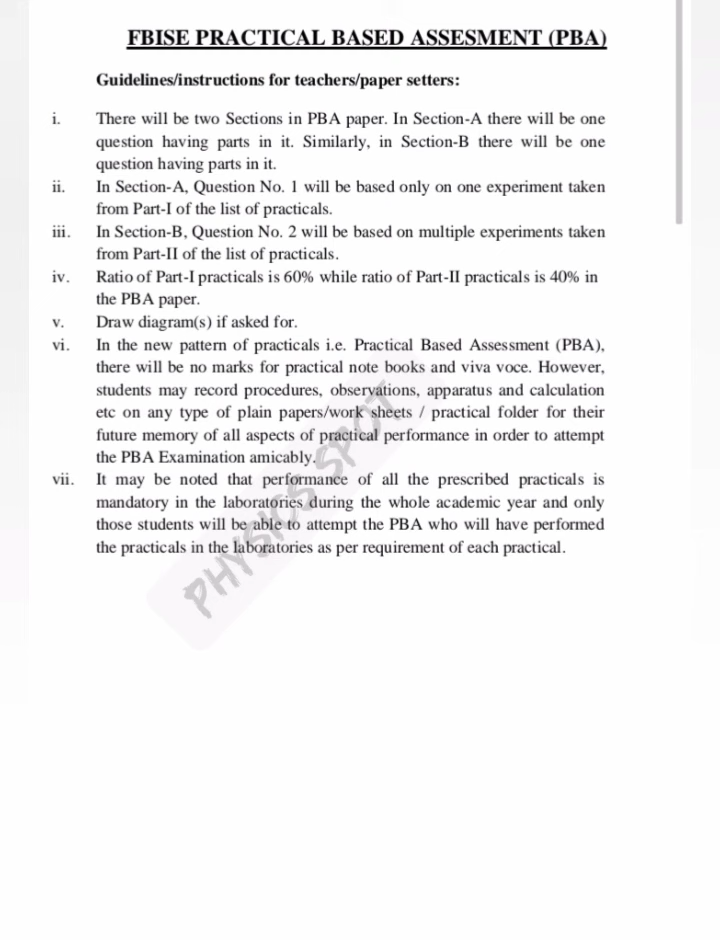 FBISE PRACTICAL BASED ASSESMENT (PBA)
Guidelines/instructions for teachers/paper setters:
i. There will be two Sections in PBA paper. In Section-A there will be one
question having parts in it. Similarly, in Section-B there will be one
question having parts in it.
ii. In Section-A, Question No. 1 will be based only on one experiment taken
from Part-I of the list of practicals.
iii. In Section-B, Question No. 2 will be based on multiple experiments taken
from Part-II of the list of practicals.
iv. Ratio of Part-I practicals is 60% while ratio of Part-II practicals is 40% in
the PBA paper.
v. Draw diagram(s) if asked for.
vi. In the new pattern of practicals i.e. Practical Based Assessment (PBA),
there will be no marks for practical note books and viva voce. However,
students may record procedures, observations, apparatus and calculation
etc on any type of plain papers/work sheets / practical folder for their
future memory of all aspects of practical performance in order to attempt
the PBA Examination amicably.
vii. It may be noted that performance of all the prescribed practicals is
mandatory in the laboratories during the whole academic year and only
those students will be able to attempt the PBA who will have performed
the practicals in the laboratories as per requirement of each practical.
PHYSICS SPOT